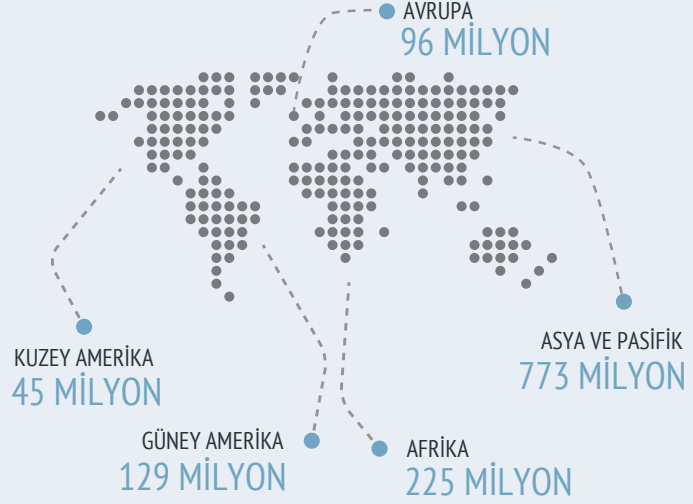 AVRUPA
96 MİLYON
KUZEY AMERİKA
45 MİLYON
ASYA VE PASİFİK
773 MİLYON
GÜNEY AMERİKA
129 MİLYON
AFRİKA
225 MİLYON